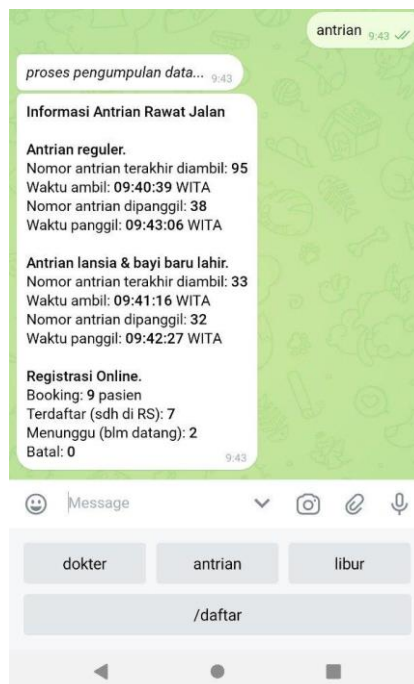 antrian 9:43
proses pengumpulan data... 9:43
Informasi Antrian Rawat Jalan
Antrian reguler.
Nomor antrian terakhir diambil: 95
Waktu ambil: 09:40:39 WITA
Nomor antrian dipanggil: 38
Waktu panggil: 09:43:06 WITA
Antrian lansia & bayi baru lahir.
Nomor antrian terakhir diambil: 33
Waktu ambil: 09:41:16 WITA
Nomor antrian dipanggil: 32
Waktu panggil: 09:42:27 WITA
Registrasi Online.
Booking: 9 pasien
Terdaftar (sdh di RS): 7
Menunggu (blm datang): 2
Batal: 0
9:43
Message
dokter antrian libur
/daftar